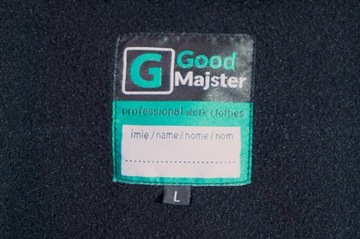 G Good
Majster
professional work clothes
imię / name / nome / nom
L